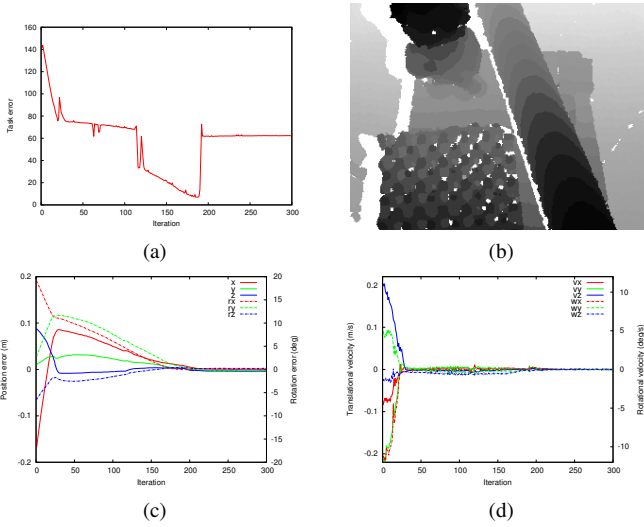 160
140
120
100
80
60
40
20
0
Task error
0 50 100 150 200 250 300
Iteration
(a)
(b)
0.2
0.1
0
-0.1
-0.2
Position error (m)
x
y
z
rx
ry
rz
20
15
10
5
0
-5
-10
-15
-20
Rotation error (deg)
0 50 100 150 200 250 300
Iteration
(c)
0.2
0.1
0
-0.1
-0.2
Translational velocity (m/s)
vx
vy
vz
wx
wy
wz
10
5
0
-5
-10
Rotational velocity (deg/s)
0 50 100 150 200 250 300
Iteration
(d)